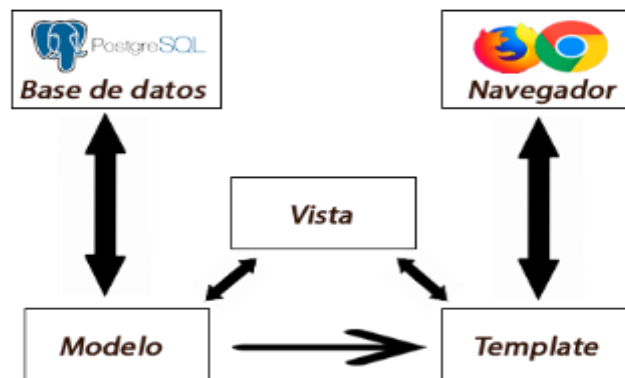 PostgreSQL
Base de datos
Navegador
Vista
Modelo
Template